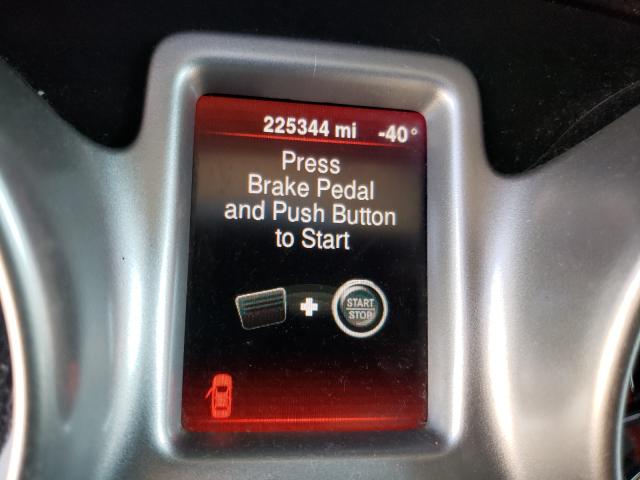 225344 mi -40°
Press
Brake Pedal
and Push Button
to Start
START
STOP